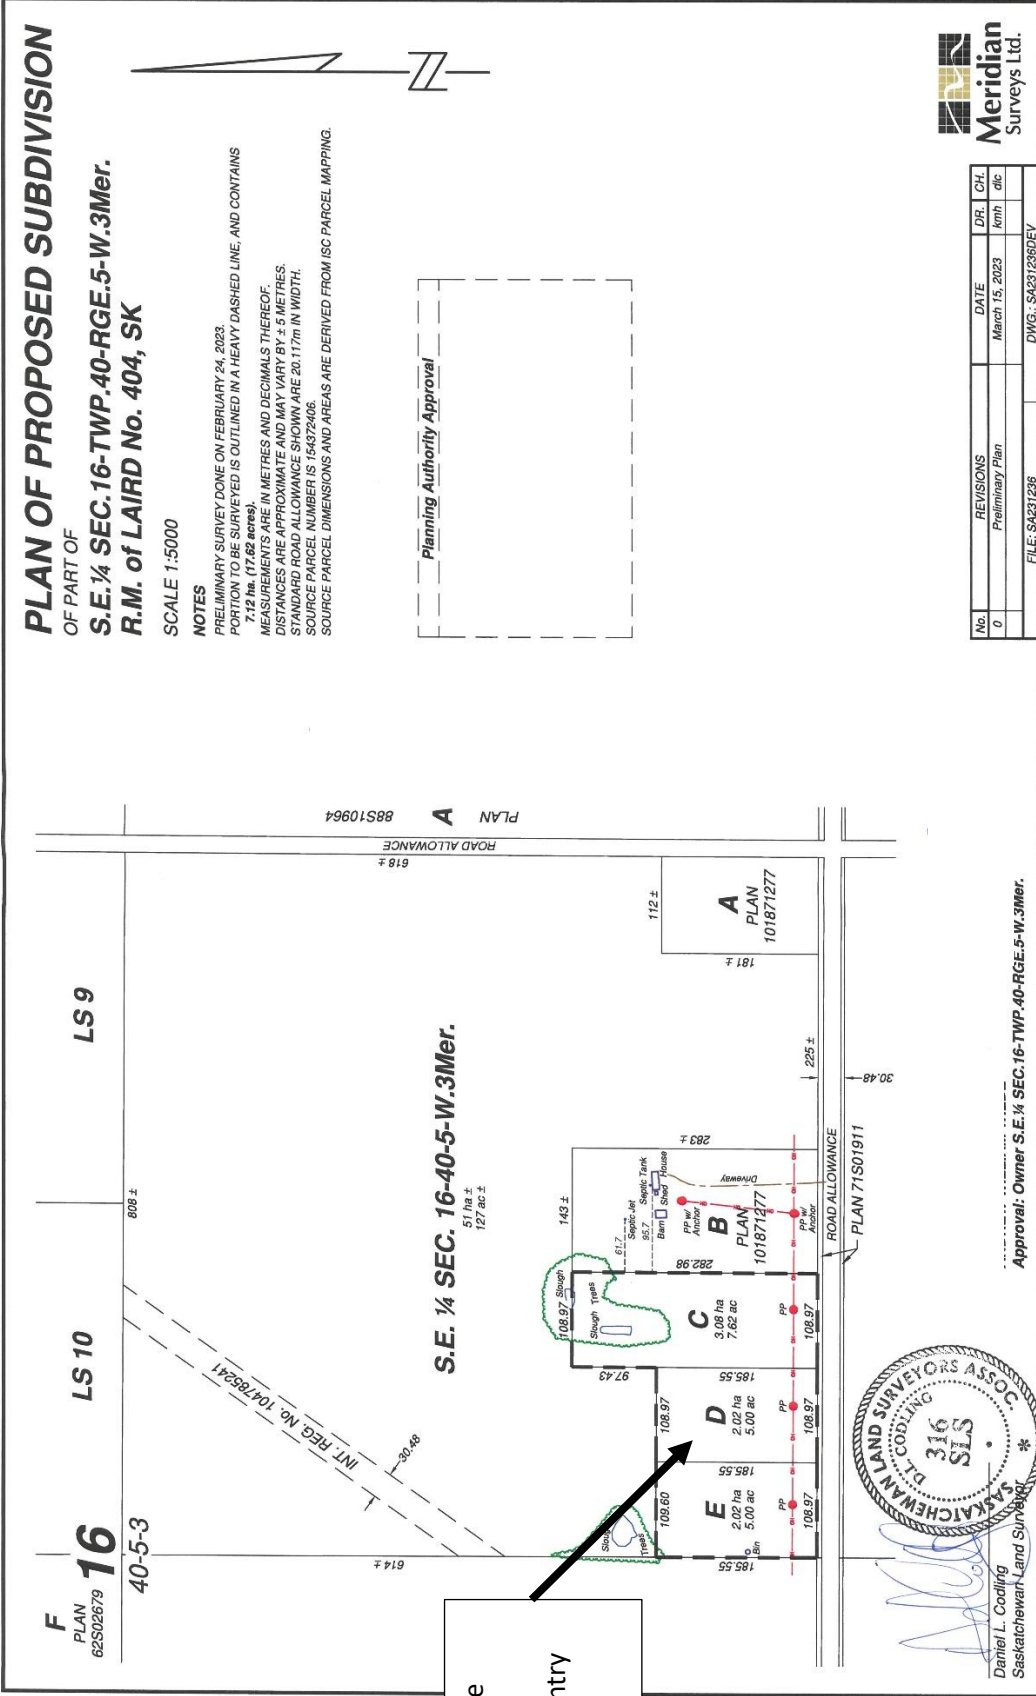 PLAN OF PROPOSED SUBDIVISION
OF PART OF
S.E.¼ SEC.16-TWP.40-RGE.5-W.3Mer.
R.M. of LAIRD No. 404, SK
SCALE 1:5000
NOTES
PRELIMINARY SURVEY DONE ON FEBRUARY 24, 2023.
PORTION TO BE SURVEYED IS OUTLINED IN A HEAVY DASHED LINE, AND CONTAINS
7.12 ha. (17.62 acres).
MEASUREMENTS ARE IN METRES AND DECIMALS THEREOF.
DISTANCES ARE APPROXIMATE AND MAY VARY BY ± 5 METRES.
STANDARD ROAD ALLOWANCE SHOWN ARE 20.117m IN WIDTH.
SOURCE PARCEL NUMBER IS 154372406.
SOURCE PARCEL DIMENSIONS AND AREAS ARE DERIVED FROM ISC PARCEL MAPPING.
N
Planning Authority Approval
F
PLAN
62S02679
16
40-5-3
LS 10
LS 9
808 ±
614 ±
INT. REG. No. 104785241
30.48
S.E. ¼ SEC. 16-40-5-W.3Mer.
51 ha ±
127 ac ±
618 ±
ROAD ALLOWANCE
PLAN A 88S10964
112 ±
181 ±
A
PLAN
101871277
143 ±
283 ±
61.7
Septic Jet
95.7
Septic Tank
Barn
Shed
House
Driveway
PP w/
Anchor
B
PLAN
101871277
PP w/
Anchor
282.98
108.97
Slough
Slough
Trees
C
3.08 ha
7.62 ac
PP
108.97
97.43
185.55
108.97
D
2.02 ha
5.00 ac
PP
108.97
185.55
109.60
E
2.02 ha
5.00 ac
PP
108.97
Bin
185.55
Trees
225 ±
30.48
ROAD ALLOWANCE
PLAN 71S01911
e
ntry
SASKATCHEWAN LAND SURVEYORS ASSOC.
D.L. CODLING
316
SLS
Daniel L. Codling
Saskatchewan Land Surveyor
Approval: Owner S.E.¼ SEC.16-TWP.40-RGE.5-W.3Mer.
No. REVISIONS DATE DR. CH.
0 Preliminary Plan March 15, 2023 kmh dlc
FILE: SA231236 DWG.: SA231236DEV
Meridian
Surveys Ltd.